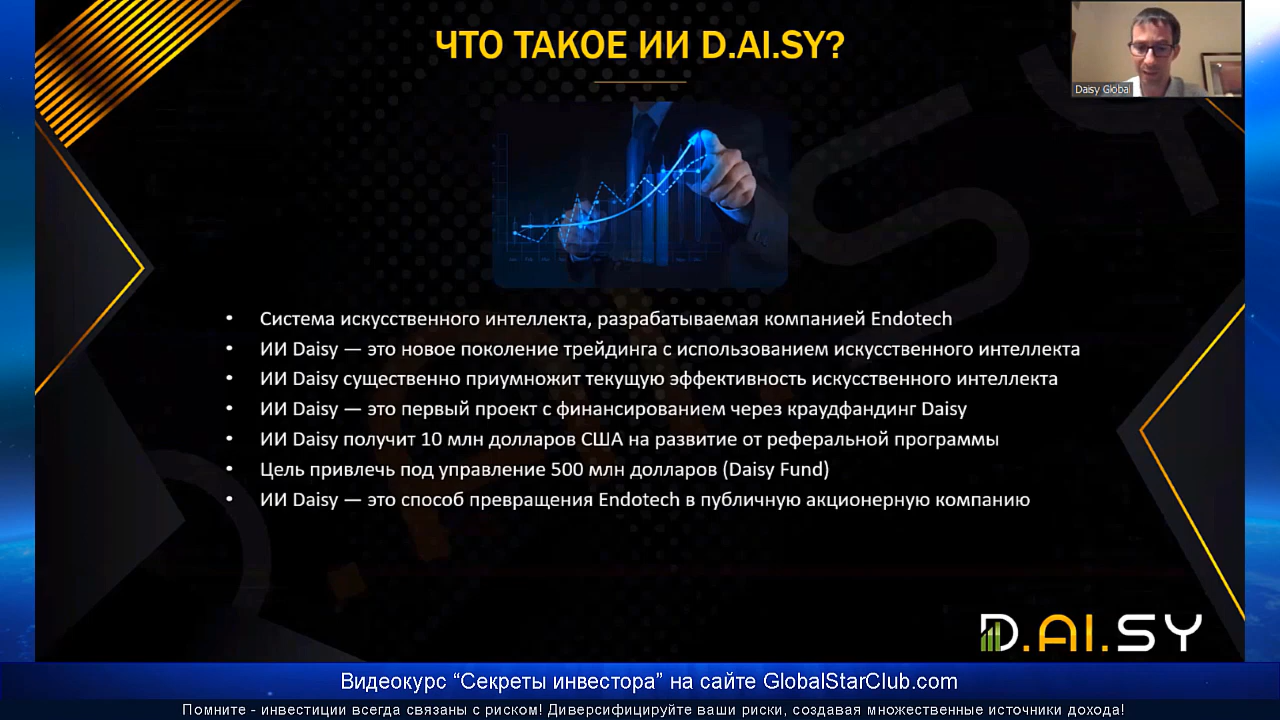 ЧТО ТАКОЕ ИИ D.AI.SY?
Daisy Global
• Система искусственного интеллекта, разрабатываемая компанией Endotech
• ИИ Daisy — это новое поколение трейдинга с использованием искусственного интеллекта
• ИИ Daisy существенно приумножит текущую эффективность искусственного интеллекта
• ИИ Daisy — это первый проект с финансированием через краудфандинг Daisy
• ИИ Daisy получит 10 млн долларов США на развитие от реферальной программы
• Цель привлечь под управление 500 млн долларов (Daisy Fund)
• ИИ Daisy — это способ превращения Endotech в публичную акционерную компанию
D.AI.SY
Видеокурс “Секреты инвестора” на сайте GlobalStarClub.com
Помните - инвестиции всегда связаны с риском! Диверсифицируйте ваши риски, создавая множественные источники дохода!